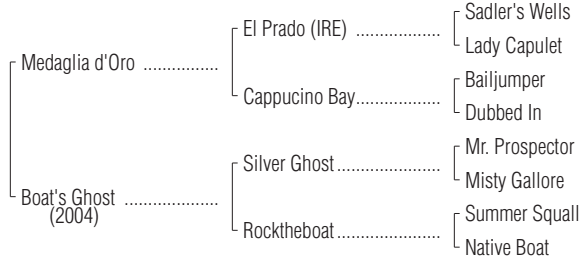 Sadler's Wells
El Prado (IRE) ..................
Lady Capulet
Medaglia d'Oro ................
Bailjumper
Cappucino Bay..................
Dubbed In
Mr. Prospector
Silver Ghost......................
Misty Gallore
Boat's Ghost ....................
(2004)
Summer Squall
Rocktheboat......................
Native Boat